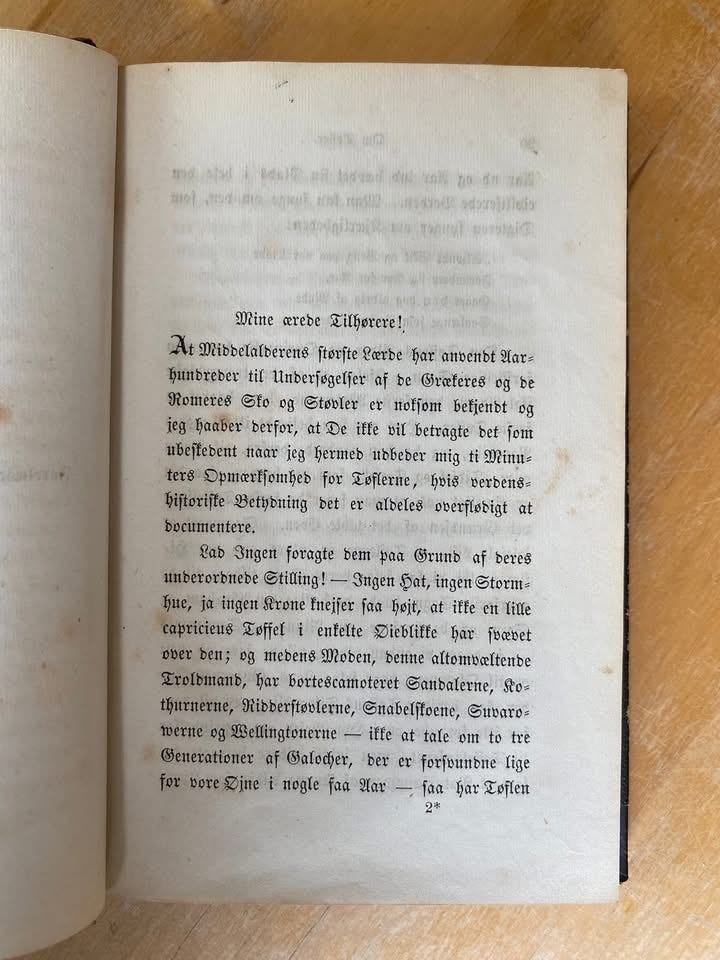 Mine ærede Tilhørere!
At Middelalderens største Lærde har anvendt Aar-
hundreder til Undersøgelser af de Grækeres og de
Romeres Sko og Støvler er noksom bekjendt og
jeg haaber derfor, at De ikke vil betragte det som
ubeskedent naar jeg hermed udbeder mig ti Minu-
ters Opmærksomhed for Tøflerne, hvis verdens-
historiske Betydning det er aldeles overflødigt at
documentere.
Lad Ingen foragte dem paa Grund af deres
underordnede Stilling! — Ingen Hat, ingen Storm-
hue, ja ingen Krone knejser saa højt, at ikke en lille
capricieus Tøffel i enkelte Øieblikke har svævet
over den; og medens Moden, denne altomvæltende
Troldmand, har bortescamoteret Sandalerne, Ko-
thurnerne, Ridderstøvlerne, Snabelskoene, Suvaro-
werne og Wellingtonerne — ikke at tale om to tre
Generationer af Galocher, der er forsvundne lige
for vore Øjne i nogle faa Aar — saa har Tøflen
2*